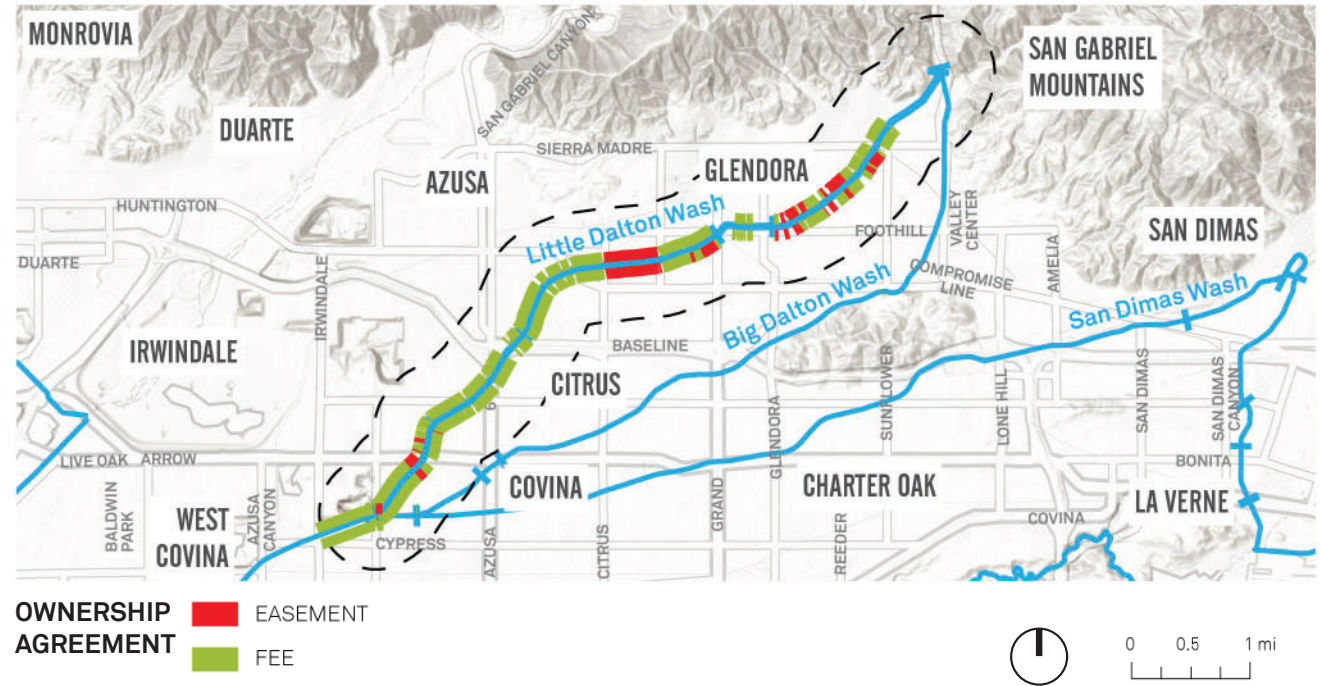 MONROVIA
SAN GABRIEL CANYON
SAN GABRIEL
MOUNTAINS
DUARTE
SIERRA MADRE
GLENDORA
AZUSA
HUNTINGTON
Little Dalton Wash
VALLEY
CENTER
FOOTHILL
SAN DIMAS
DUARTE
IRWINDALE
AMELIA
COMPROMISE
LINE
Big Dalton Wash
San Dimas Wash
IRWINDALE
BASELINE
CITRUS
6
GLENDORA
SUNFLOWER
LONE HILL
SAN DIMAS
SAN DIMAS
CANYON
LIVE OAK
ARROW
BONITA
COVINA
CHARTER OAK
LA VERNE
BALDWIN
PARK
WEST
COVINA
AZUSA
CANYON
CYPRESS
AZUSA
CITRUS
GRAND
REEDER
COVINA
OWNERSHIP
AGREEMENT
EASEMENT
FEE
0 0.5 1 mi